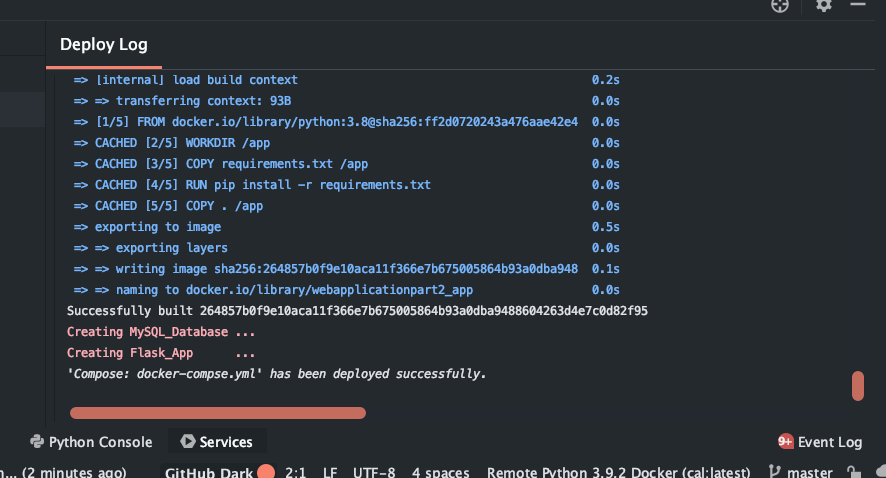 Deploy Log
=> [internal] load build context 0.2s
=> => transferring context: 93B 0.0s
=> [1/5] FROM docker.io/library/python:3.8@sha256:ff2d0720243a476aae42e4 0.0s
=> CACHED [2/5] WORKDIR /app 0.0s
=> CACHED [3/5] COPY requirements.txt /app 0.0s
=> CACHED [4/5] RUN pip install -r requirements.txt 0.0s
=> CACHED [5/5] COPY . /app 0.0s
=> exporting to image 0.5s
=> => exporting layers 0.0s
=> => writing image sha256:264857b0f9e10aca11f366e7b675005864b93a0dba948 0.1s
=> => naming to docker.io/library/webapplicationpart2_app 0.0s
Successfully built 264857b0f9e10aca11f366e7b675005864b93a0dba9488604263d4e7c0d82f95
Creating MySQL_Database ...
Creating Flask_App ...
'Compose: docker-compse.yml' has been deployed successfully.
Python Console Services 9+ Event Log
n... (2 minutes ago) GitHub Dark 2:1 LF UTF-8 4 spaces Remote Python 3.9.2 Docker (cal:latest) master